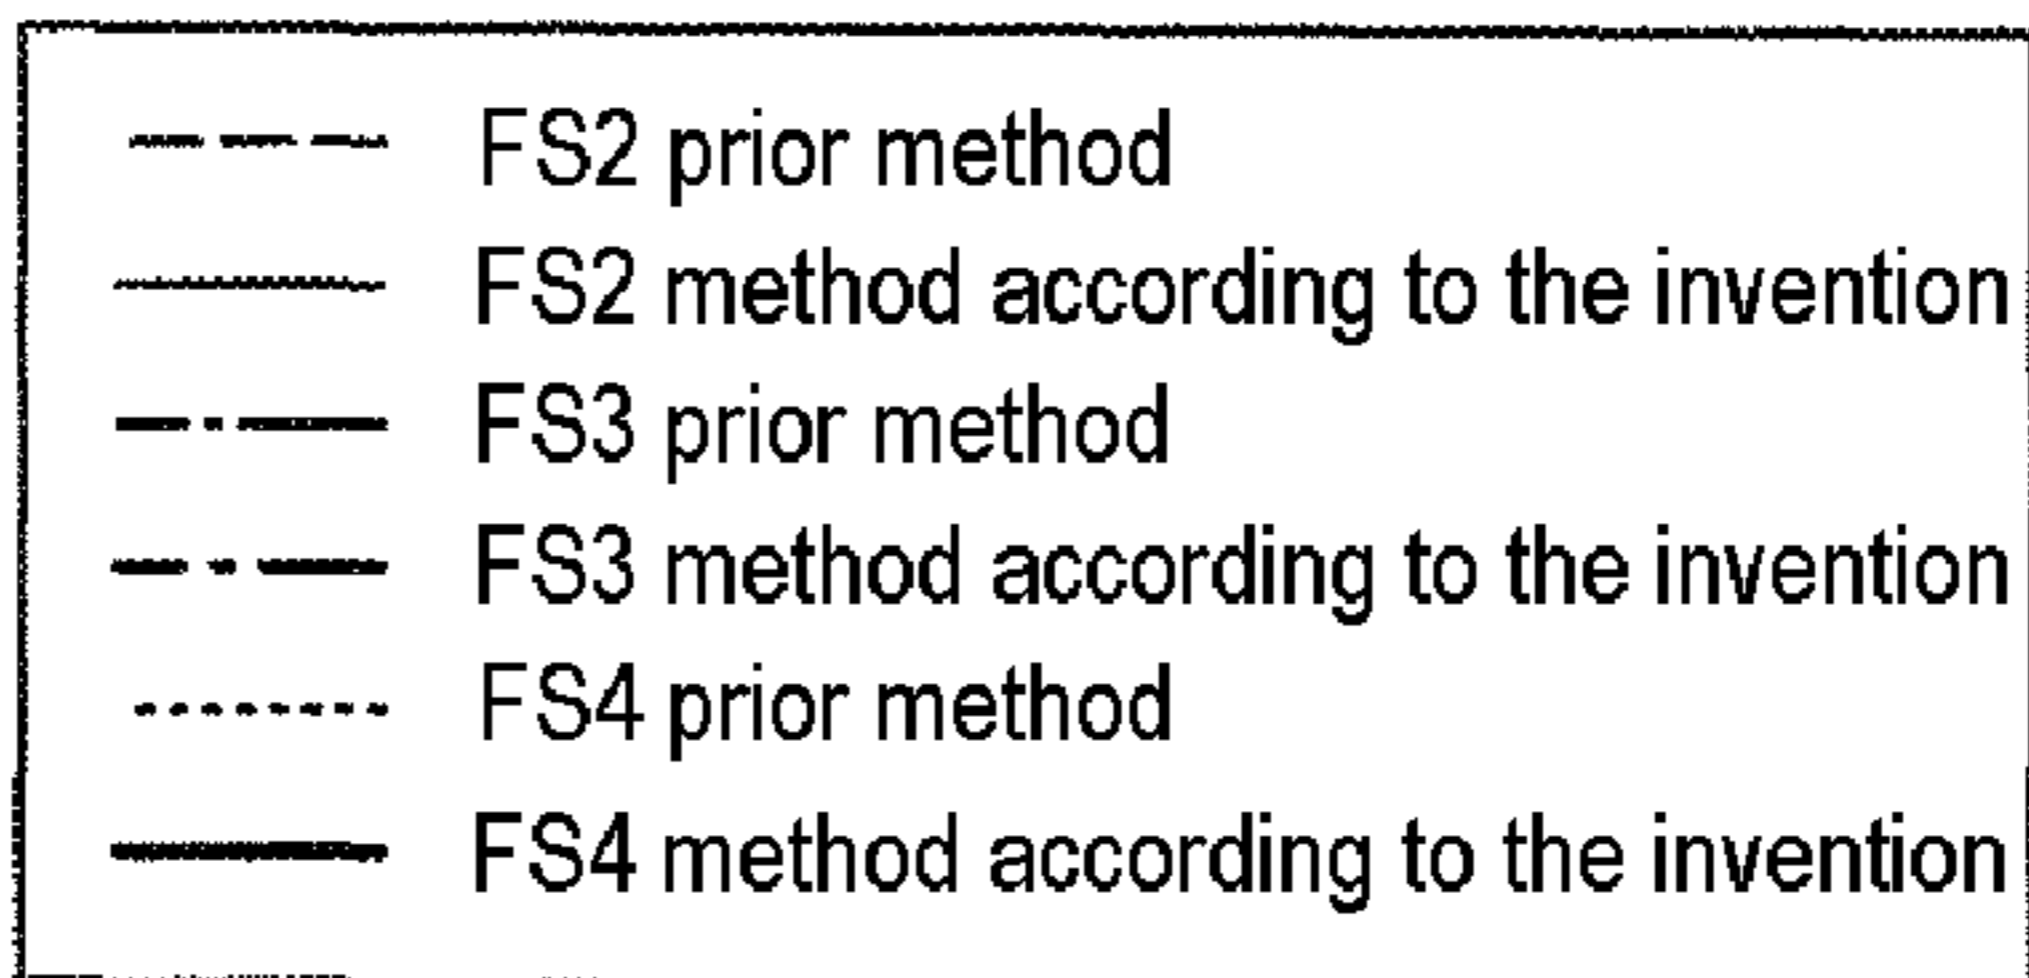 FS2 prior method
FS2 method according to the invention
FS3 prior method
FS3 method according to the invention
FS4 prior method
FS4 method according to the invention